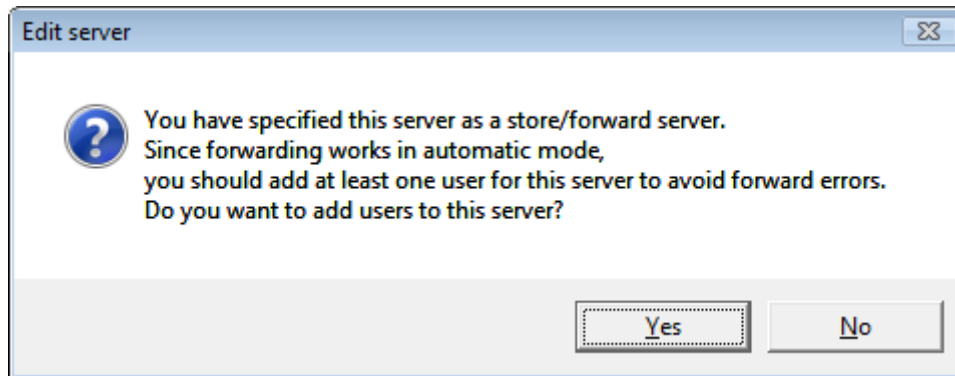 Edit server
You have specified this server as a store/forward server.
Since forwarding works in automatic mode,
you should add at least one user for this server to avoid forward errors.
Do you want to add users to this server?
Yes
No